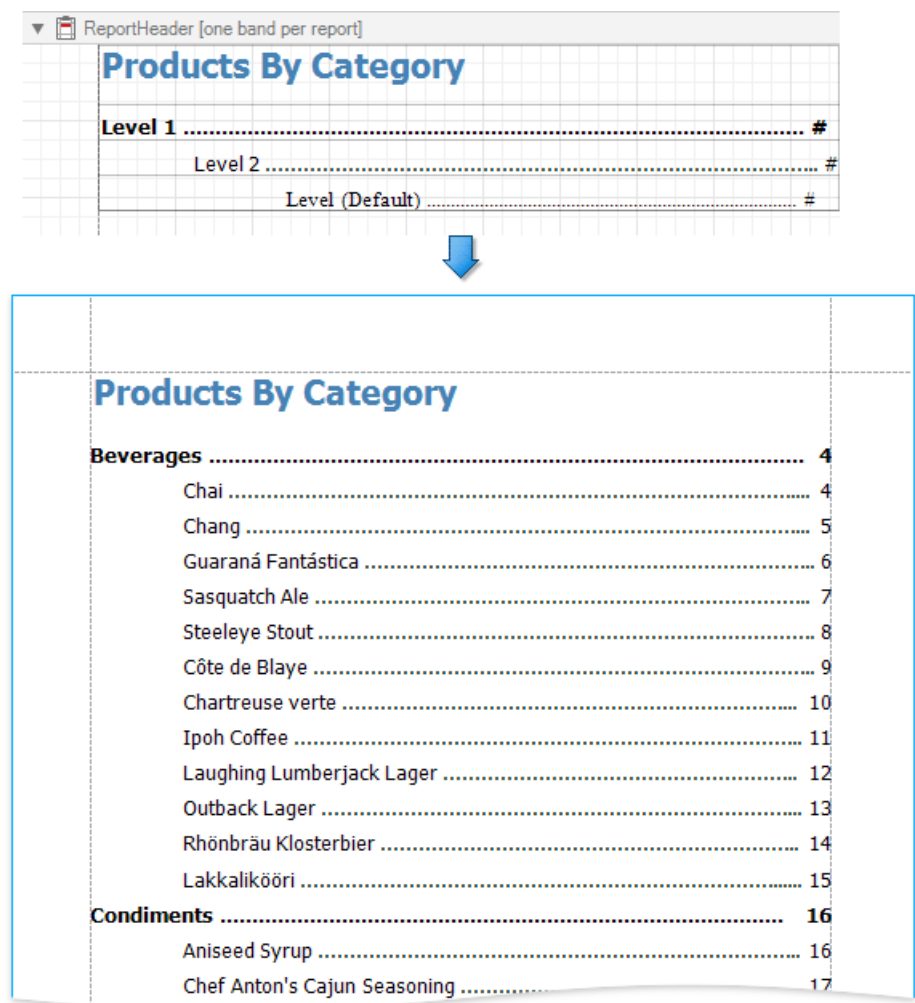 ReportHeader [one band per report]
Products By Category
Level 1 ........................................................................................................ #
Level 2 ........................................................................................................ #
Level (Default) ........................................................................................................ #
Products By Category
Beverages ........................................................................................................ 4
Chai ........................................................................................................ 4
Chang ........................................................................................................ 5
Guaraná Fantástica ........................................................................................................ 6
Sasquatch Ale ........................................................................................................ 7
Steeleye Stout ........................................................................................................ 8
Côte de Blaye ........................................................................................................ 9
Chartreuse verte ........................................................................................................ 10
Ipoh Coffee ........................................................................................................ 11
Laughing Lumberjack Lager ........................................................................................................ 12
Outback Lager ........................................................................................................ 13
Rhönbräu Klosterbier ........................................................................................................ 14
Lakkalikööri ........................................................................................................ 15
Condiments ........................................................................................................ 16
Aniseed Syrup ........................................................................................................ 16
Chef Anton's Cajun Seasoning ........................................................................................................ 17